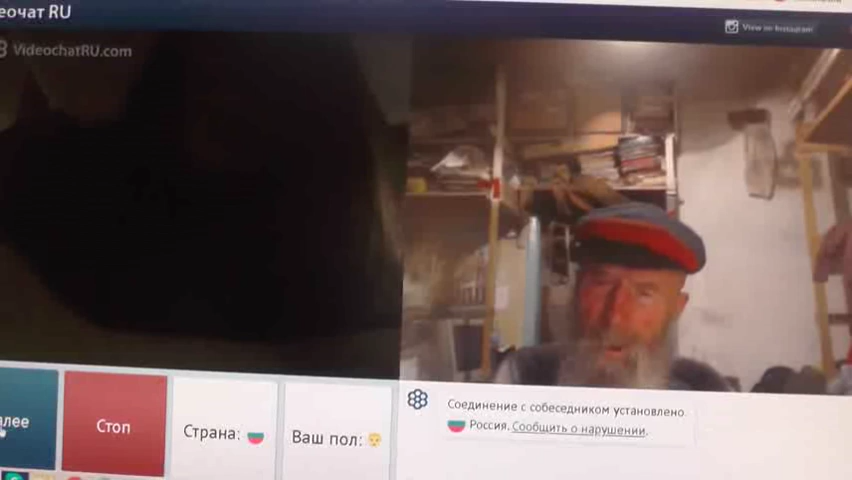 еочат RU
View on Instagram
VideochatRU.com
лее
Стоп
Страна:
Ваш пол:
Соединение с собеседником установлено.
Россия. Сообщить о нарушении.